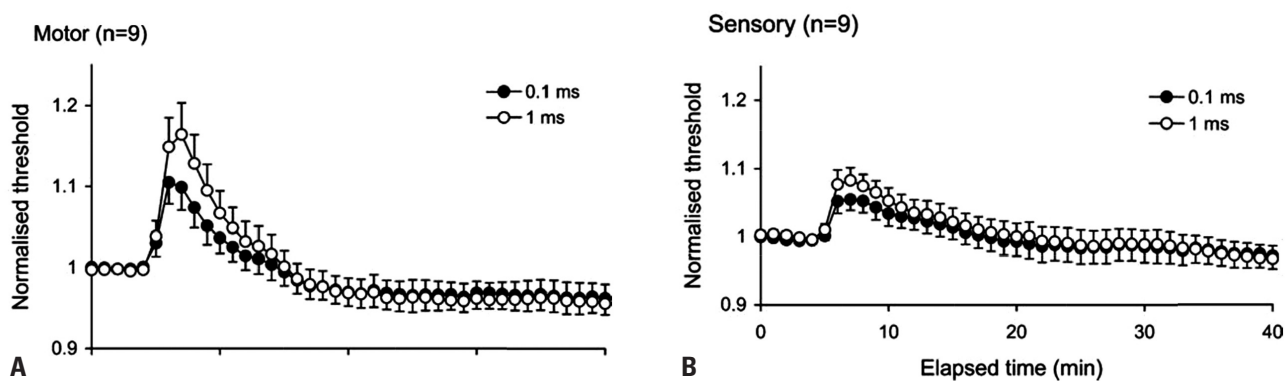 Motor (n=9)
Normalised threshold
1.2
1.1
1
0.9
0.1 ms
1 ms
A
Sensory (n=9)
Normalised threshold
1.2
1.1
1
0.9
0.1 ms
1 ms
0 10 20 30 40
Elapsed time (min)
B